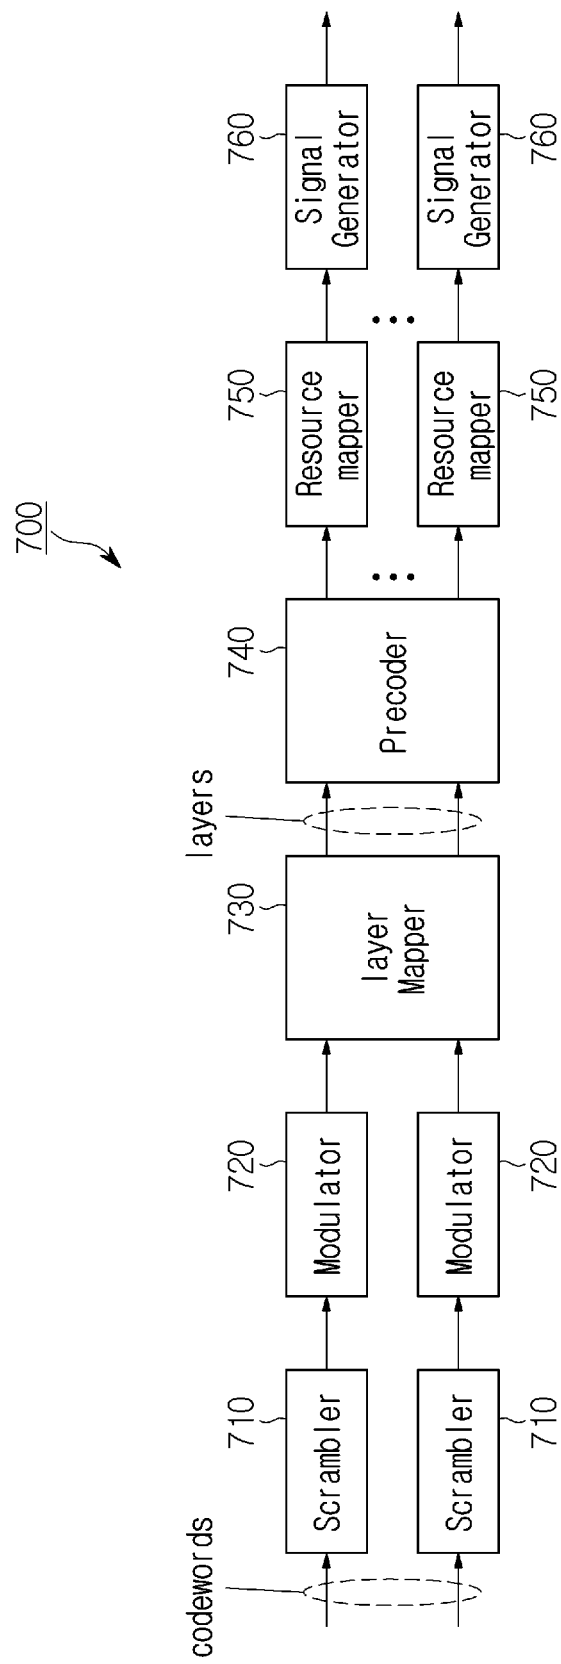 700
codewords
710
Scrambler
Scrambler
710
720
Modulator
Modulator
720
730
layer
Mapper
layers
740
Precoder
750
Resource
mapper
Resource
mapper
750
760
Signal
Generator
Signal
Generator
760